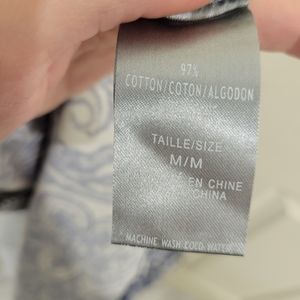 97%
COTTON/COTON/ALGODON
TAILLE/SIZE
M/M
EN CHINE
CHINA
MACHINE WASH COLD WATER